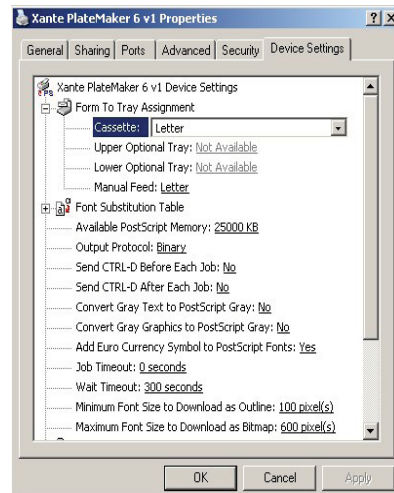 Xante PlateMaker 6 v1 Properties
General Sharing Ports Advanced Security Device Settings
Xante PlateMaker 6 v1 Device Settings
Form To Tray Assignment
Cassette: Letter
Upper Optional Tray: Not Available
Lower Optional Tray: Not Available
Manual Feed: Letter
Font Substitution Table
Available PostScript Memory: 25000 KB
Output Protocol: Binary
Send CTRL-D Before Each Job: No
Send CTRL-D After Each Job: No
Convert Gray Text to PostScript Gray: No
Convert Gray Graphics to PostScript Gray: No
Add Euro Currency Symbol to PostScript Fonts: Yes
Job Timeout: 0 seconds
Wait Timeout: 300 seconds
Minimum Font Size to Download as Outline: 100 pixel(s)
Maximum Font Size to Download as Bitmap: 600 pixel(s)
OK Cancel Apply